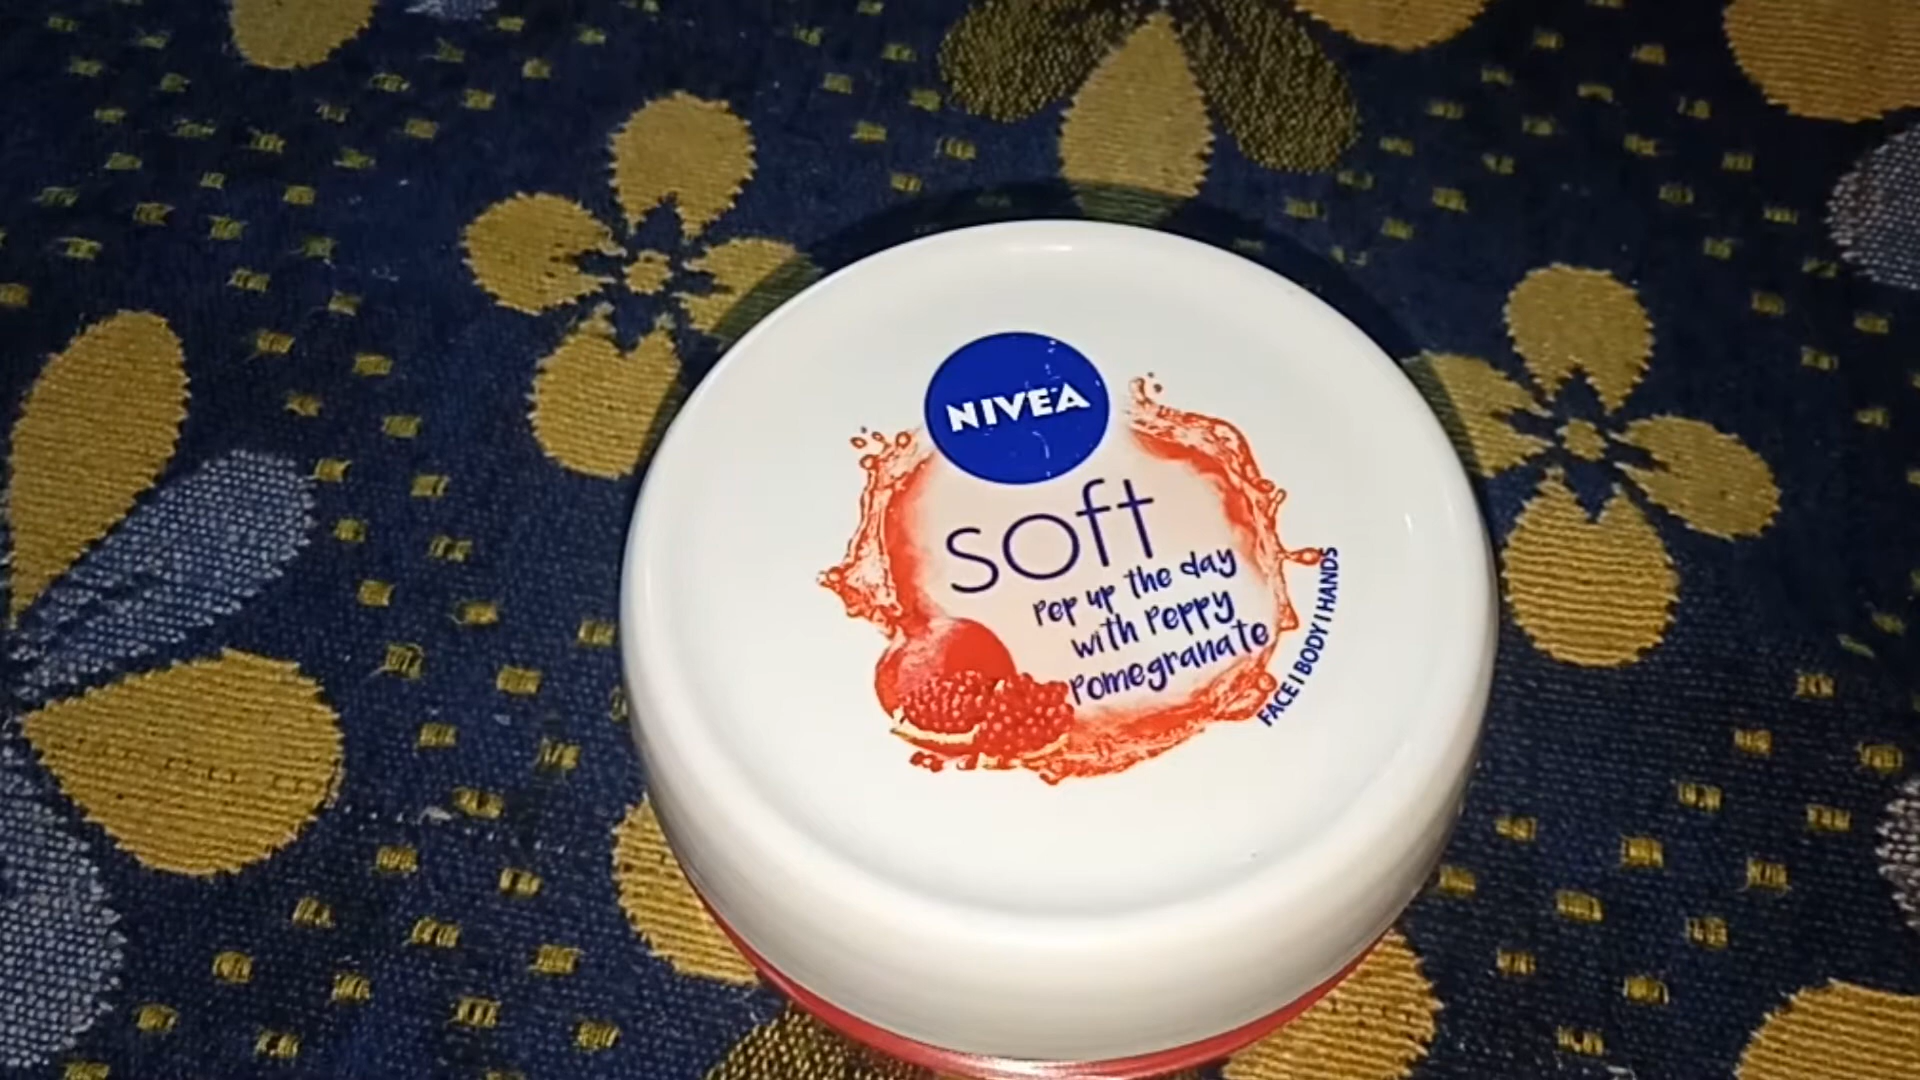 NIVEA
soft
Pep up the day
with Peppy
Pomegranate
FACE | BODY | HANDS